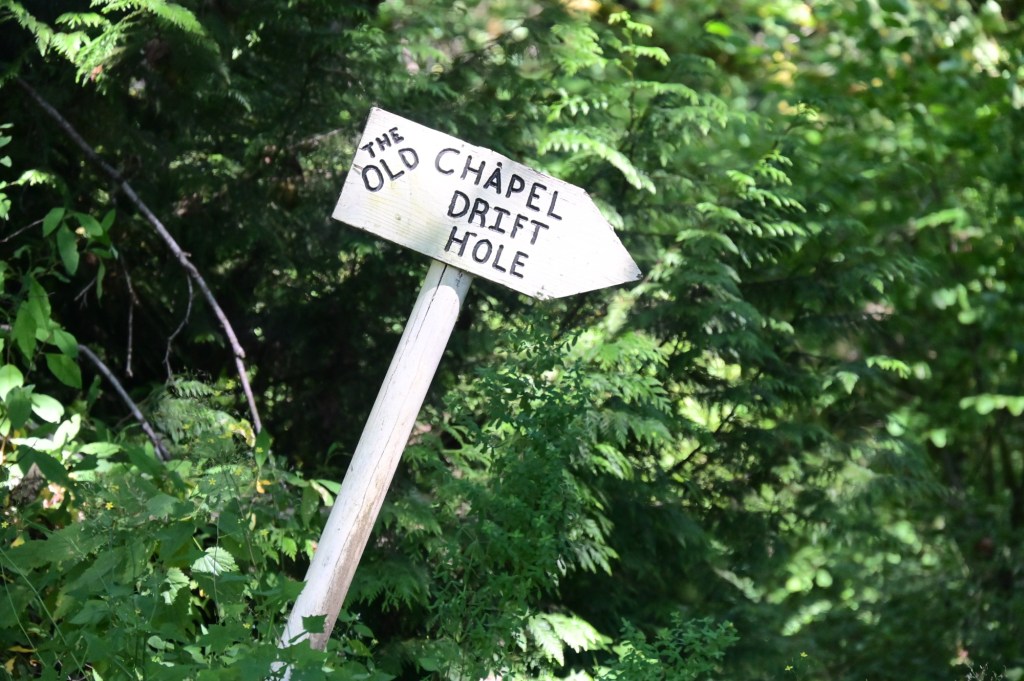 THE
OLD
CHAPEL
DRIFT
HOLE